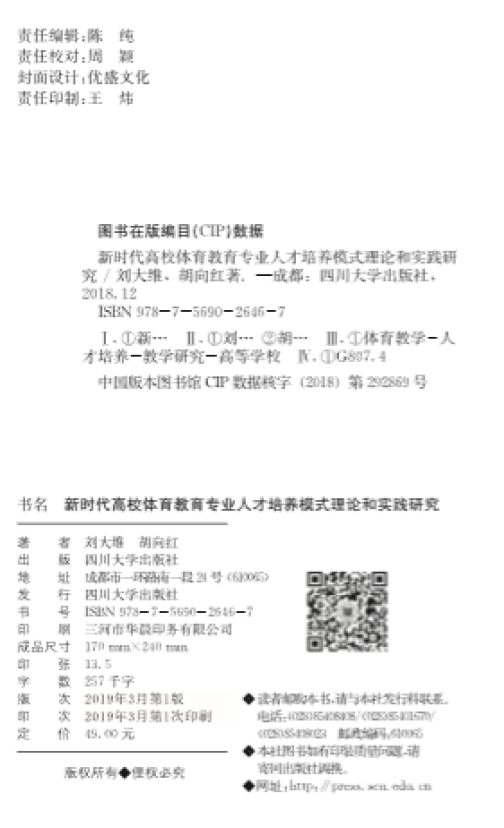 责任编辑:陈　纯
责任校对:周　颖
封面设计:优盛文化
责任印制:王　炜
图书在版编目(CIP)数据
新时代高校体育教育专业人才培养模式理论和实践研
究 / 刘大维，胡向红著. —成都：四川大学出版社，
2018.12
ISBN 978-7-5690-2646-7
Ⅰ.①新… Ⅱ.①刘… ②胡… Ⅲ.①体育教学-人
才培养-教学研究-高等学校 Ⅳ.①G807.4
中国版本图书馆 CIP 数据核字（2018）第 292869 号
书名　新时代高校体育教育专业人才培养模式理论和实践研究
著　者　刘大维　胡向红
出　版　四川大学出版社
地　址　成都市一环路南一段 24 号 (610065)
发　行　四川大学出版社
书　号　ISBN 978-7-5690-2646-7
印　刷　三河市华晨印务有限公司
成品尺寸　170 mm×240 mm
印　张　13.5
字　数　257 千字
版　次　2019年3月第1版
印　次　2019年3月第1次印刷
定　价　49.00 元
版权所有◆侵权必究
◆读者邮购本书,请与本社发行科联系。
电话:(028)85408408/(028)85401670/
(028)85408023　邮政编码:610065
◆本社图书如有印装质量问题,请
寄回出版社调换。
◆网址:http://press.scu.edu.cn